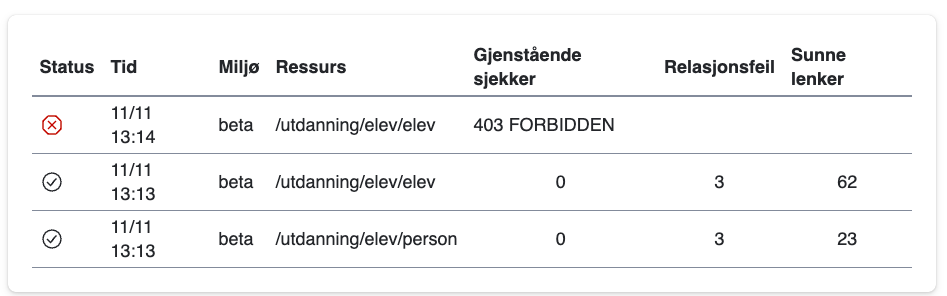 Status Tid Miljø Ressurs Gjenstående sjekker Relasjonsfeil Sunne lenker
11/11 13:14 beta /utdanning/elev/elev 403 FORBIDDEN
11/11 13:13 beta /utdanning/elev/elev 0 3 62
11/11 13:13 beta /utdanning/elev/person 0 3 23